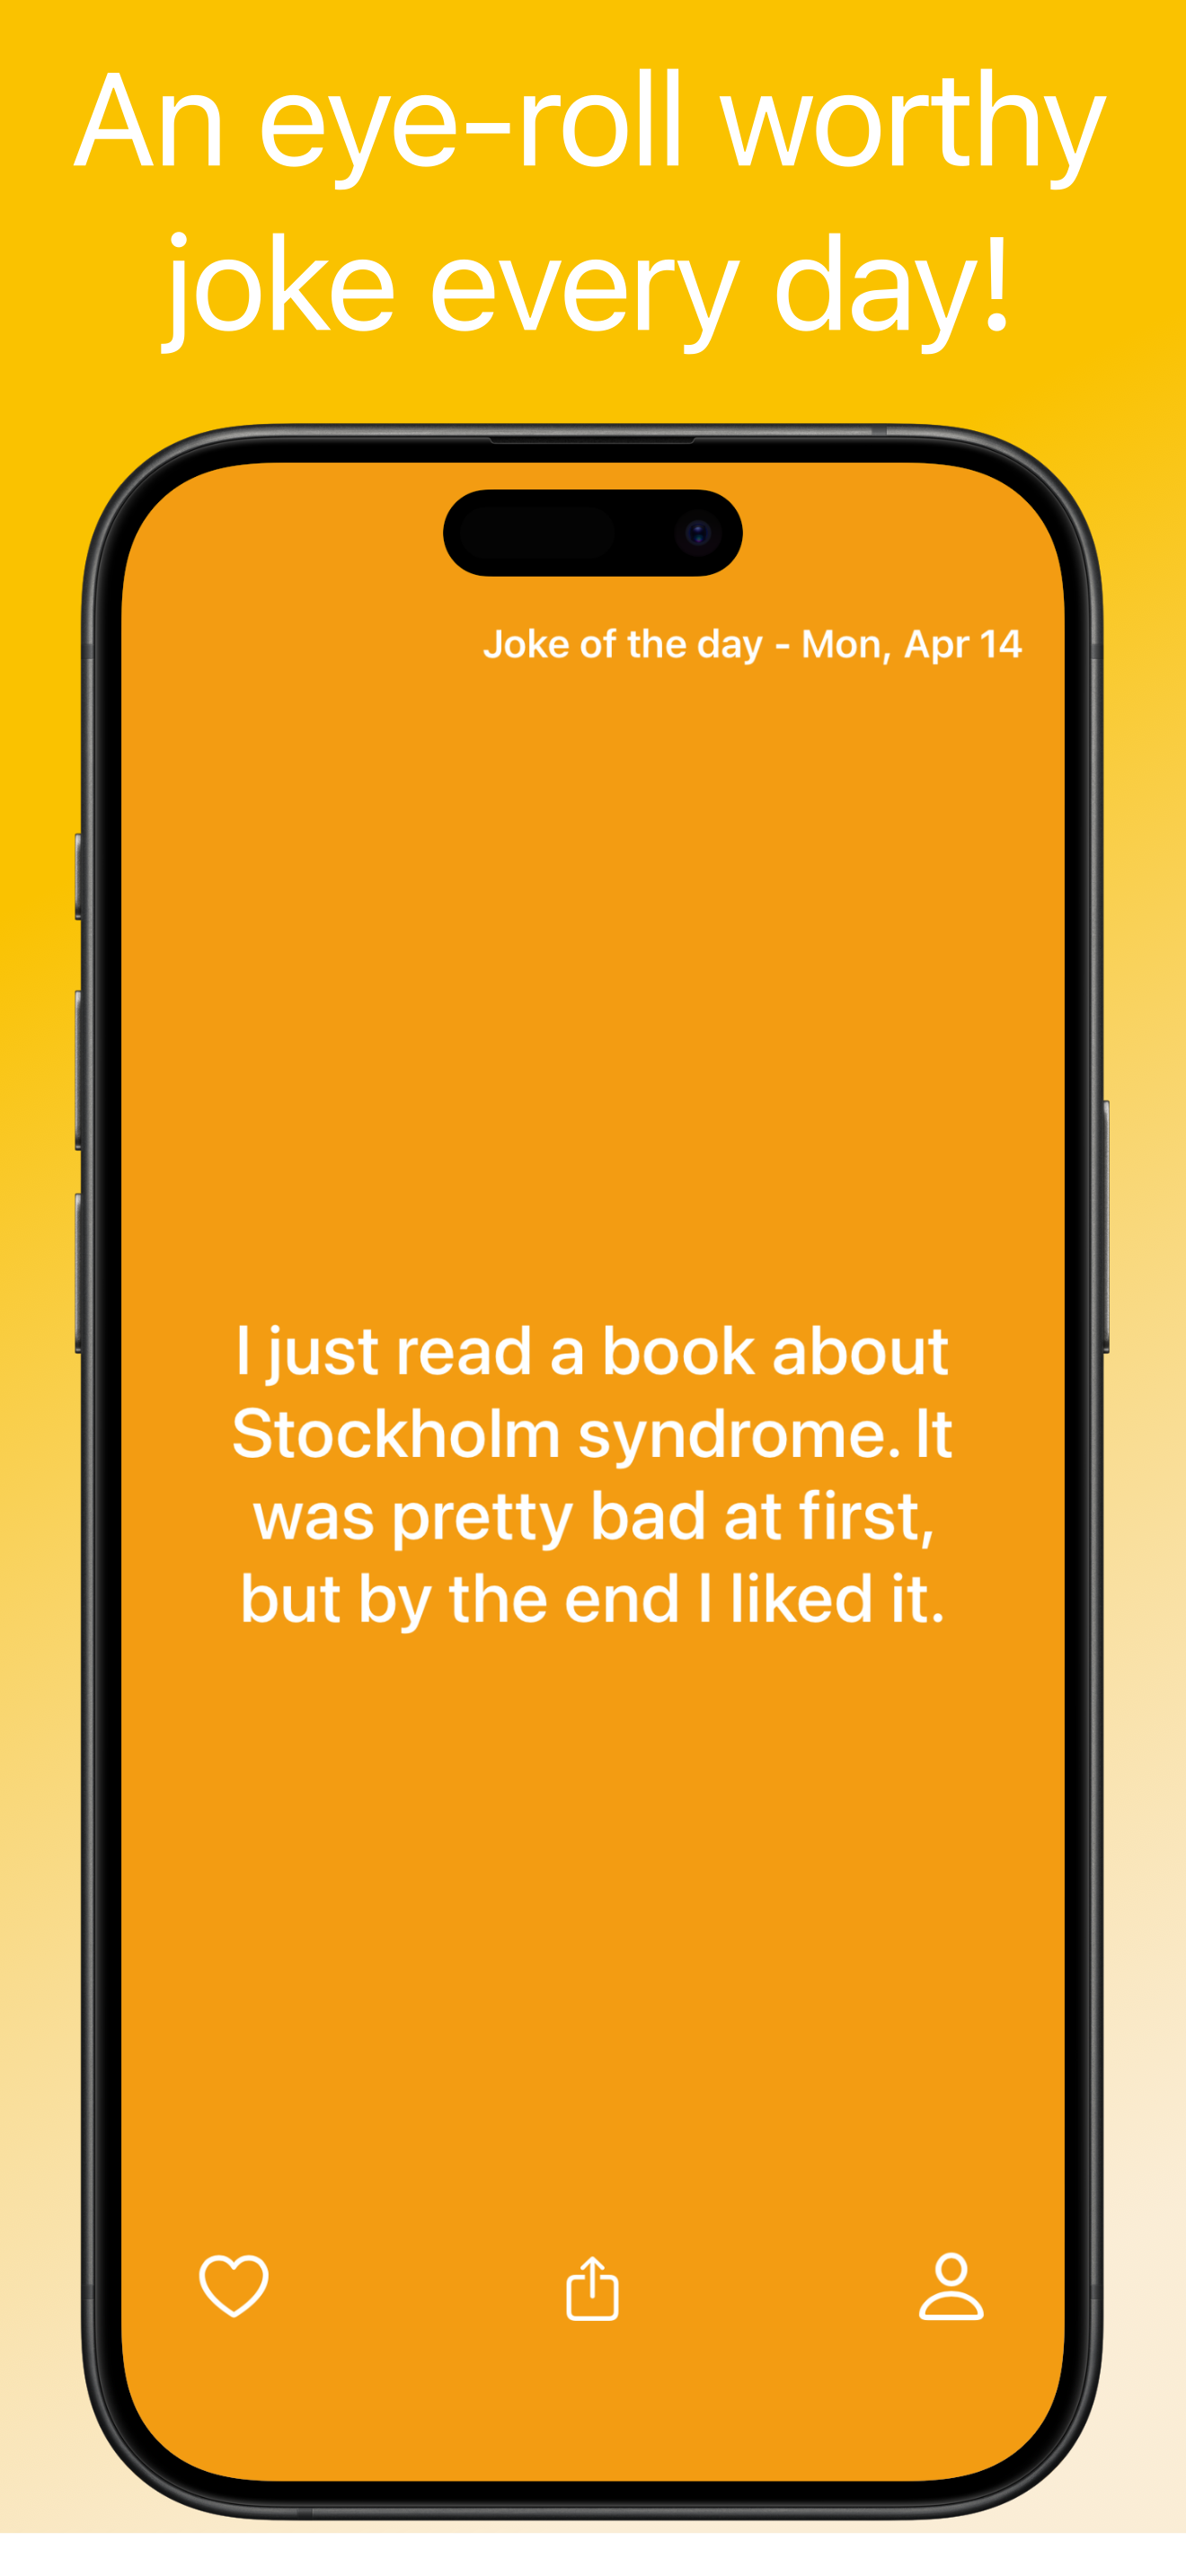 An eye-roll worthy
joke every day!
Joke of the day - Mon, Apr 14
I just read a book about
Stockholm syndrome. It
was pretty bad at first,
but by the end I liked it.